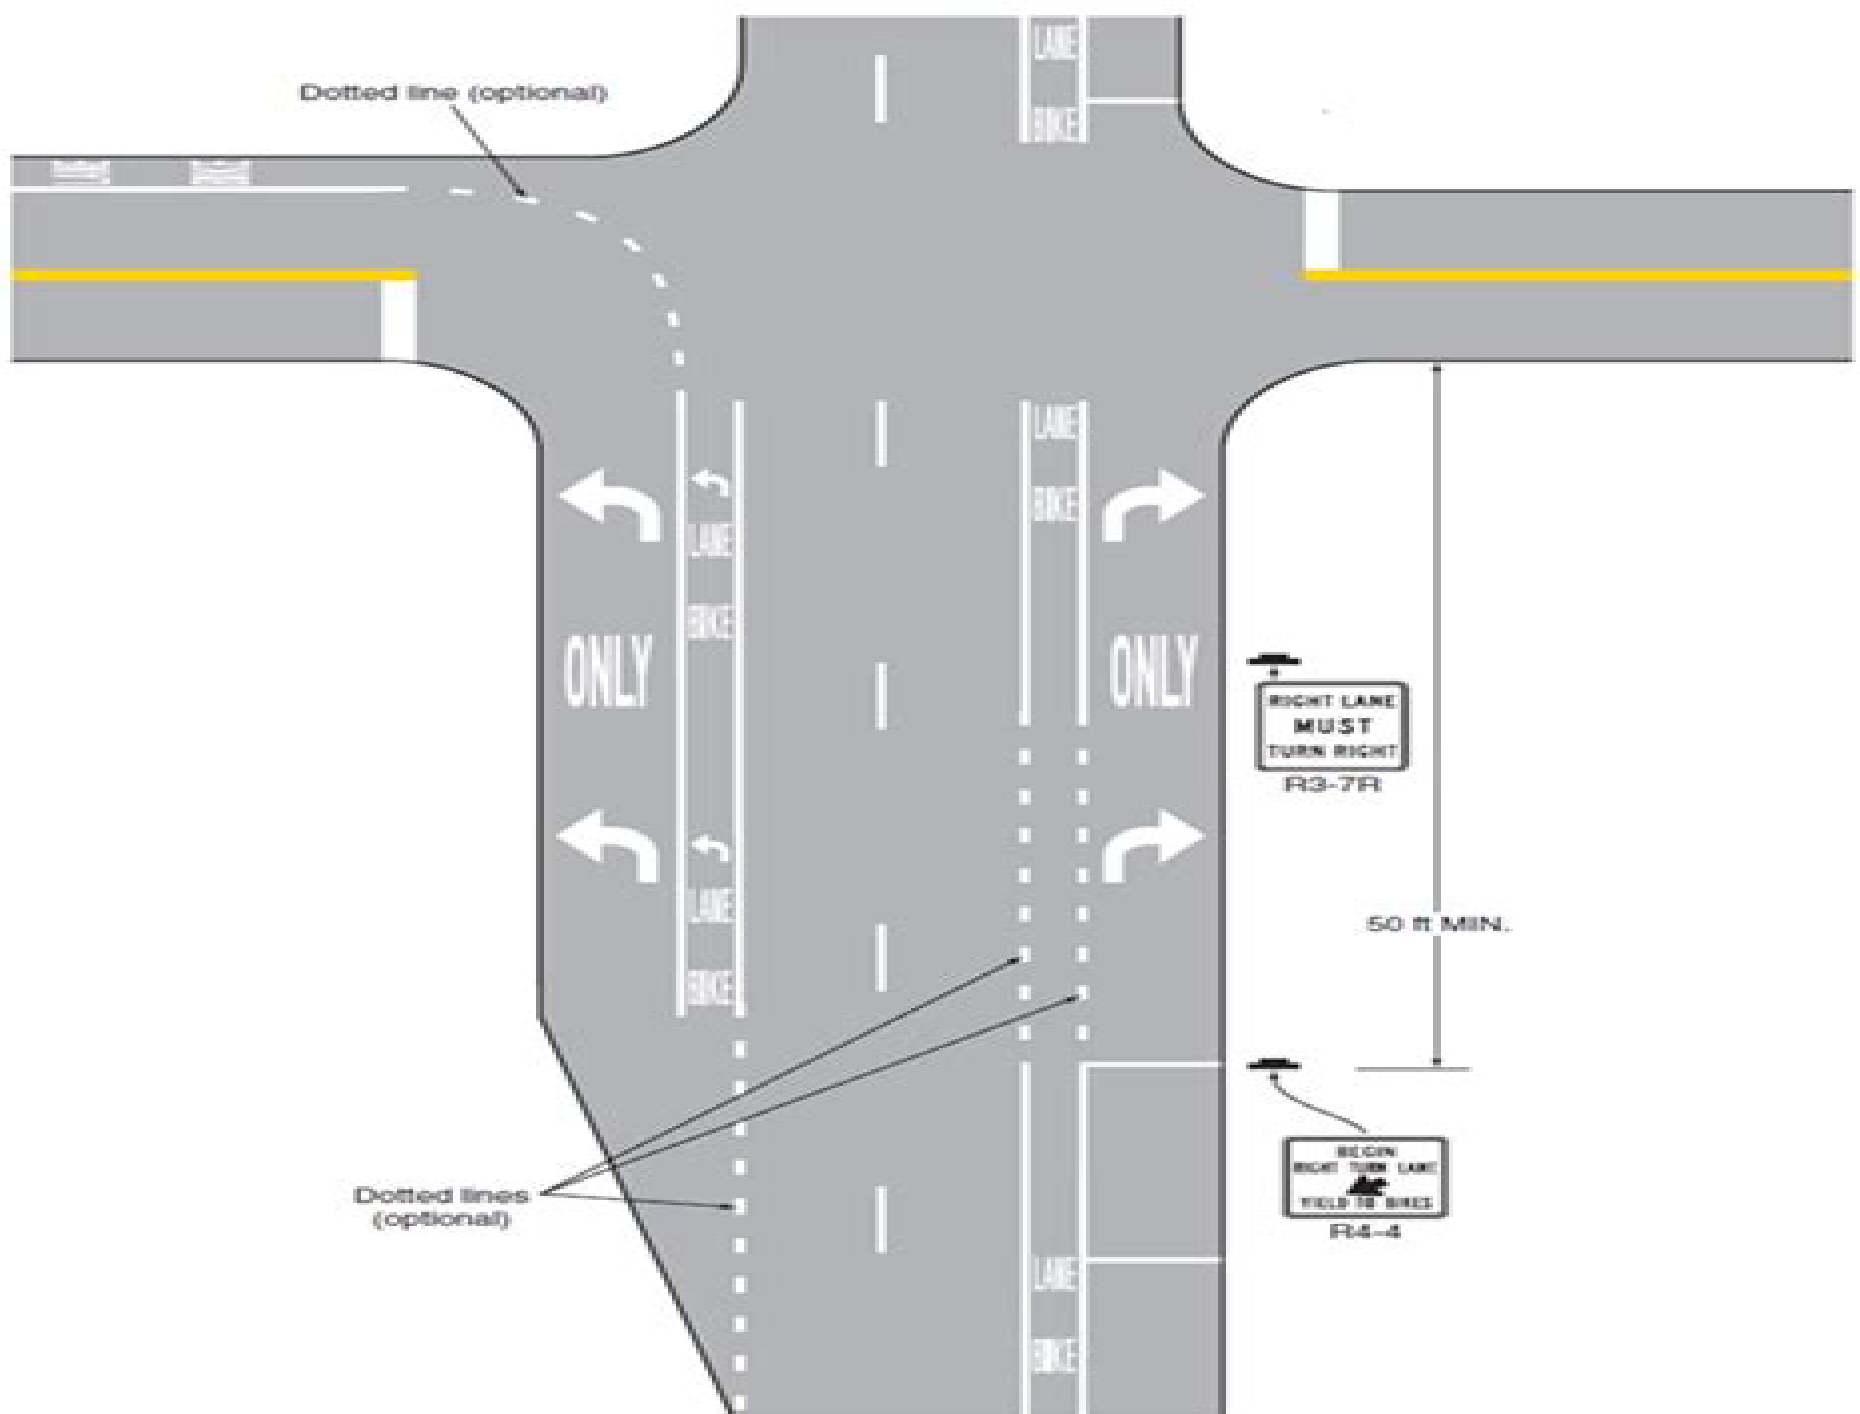 LANE
BIKE
Dotted line (optional)
LANE
BIKE
LANE
BIKE
ONLY
ONLY
RIGHT LANE
MUST
TURN RIGHT
R3-7R
LANE
BIKE
50 ft MIN.
BEGIN
RIGHT TURN LANE
YIELD TO BIKES
R4-4
Dotted lines
(optional)
LANE
BIKE